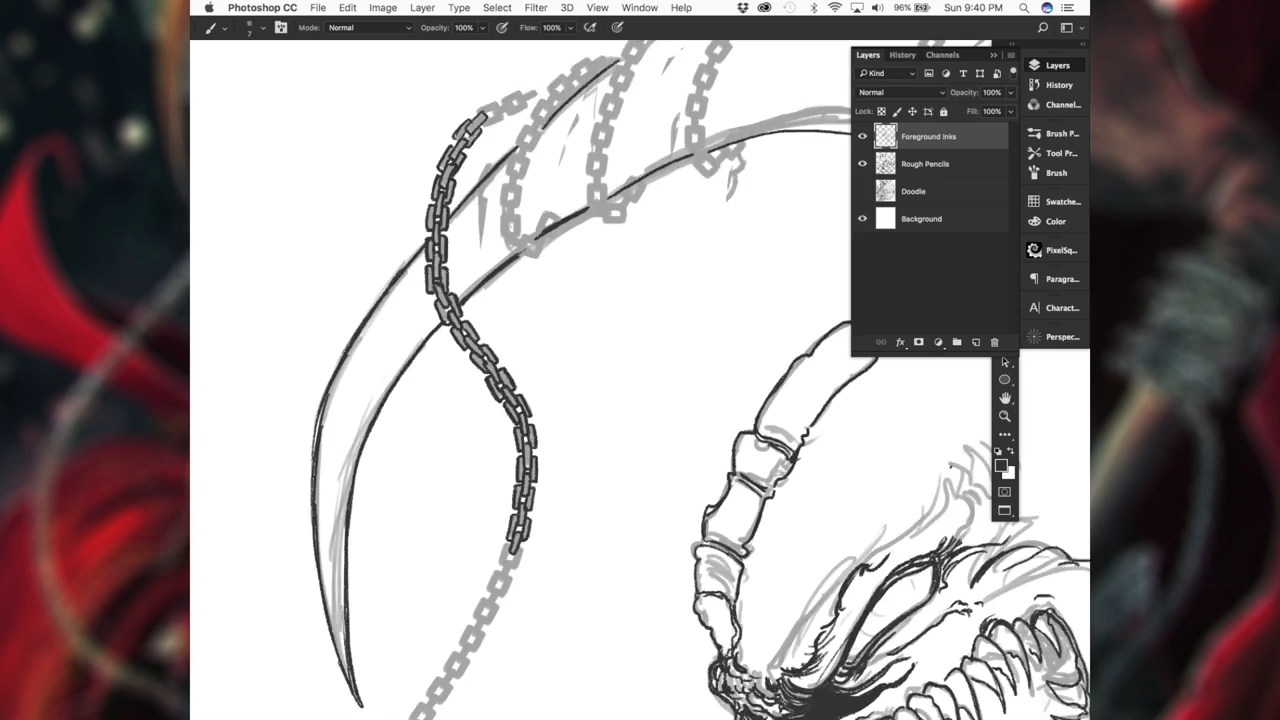 Photoshop CC File Edit Image Layer Type Select Filter 3D View Window Help 96% Sun 9:40 PM
7 Mode: Normal Opacity: 100% Flow: 100%
Layers History Channels
Kind
Normal Opacity: 100%
Lock: Fill: 100%
Foreground Inks
Rough Pencils
Doodle
Background
fx
Layers
History
Channel...
Brush P...
Tool Pr...
Brush
Swatche...
Color
PixelSq...
Paragra...
Charact...
Perspec...